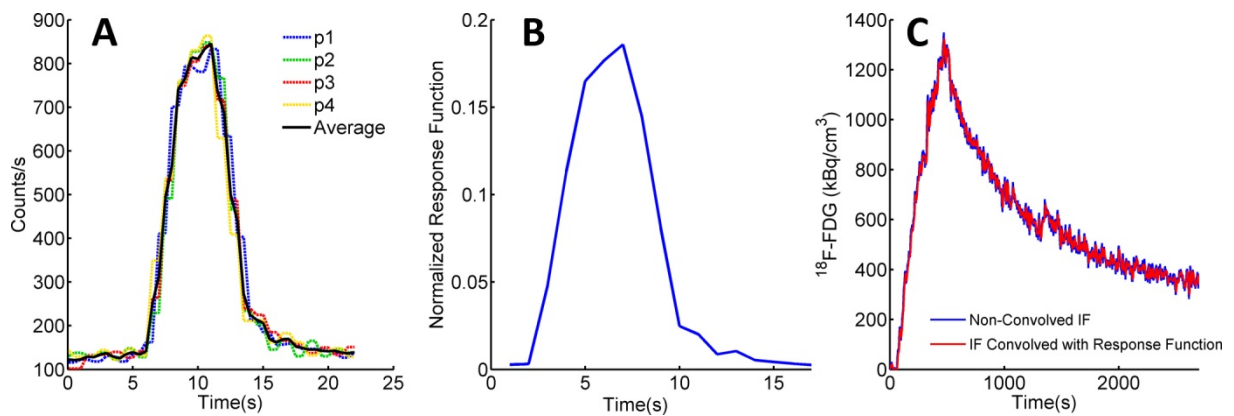 A
900
800
700
600
500
400
300
200
100
0
5
10
15
20
25
Counts/s
Time(s)
p1
p2
p3
p4
Average
B
0.2
0.15
0.1
0.05
0
5
10
15
Normalized Response Function
Time(s)
C
1400
1200
1000
800
600
400
200
0
0
1000
2000
¹⁸F-FDG (kBq/cm³)
Time(s)
Non-Convolved IF
IF Convolved with Response Function